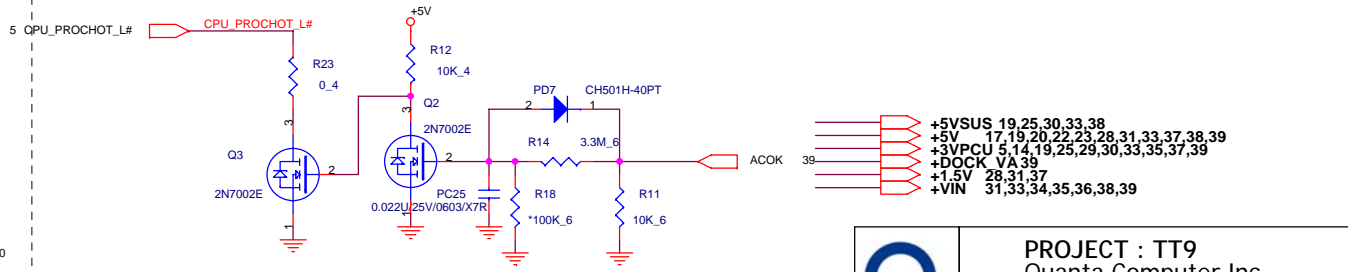 +5V
5 CPU_PROCHOT_L#
CPU_PROCHOT_L#
R12
10K_4
R23
0_4
PD7
CH501H-40PT
2
1
3
Q2
2N7002E
3
R14
3.3M_6
Q3
2
2
ACOK
39
2N7002E
PC25
0.022U/25V/0603/X7R
R18
*100K_6
R11
10K_6
1
1
+5VSUS 19,25,30,33,38
+5V 17,19,20,22,23,28,31,33,37,38,39
+3VPCU 5,14,19,25,29,30,33,35,37,39
+DOCK_VA 39
+1.5V 28,31,37
+VIN 31,33,34,35,36,38,39
0
PROJECT : TT9
Quanta Computer Inc